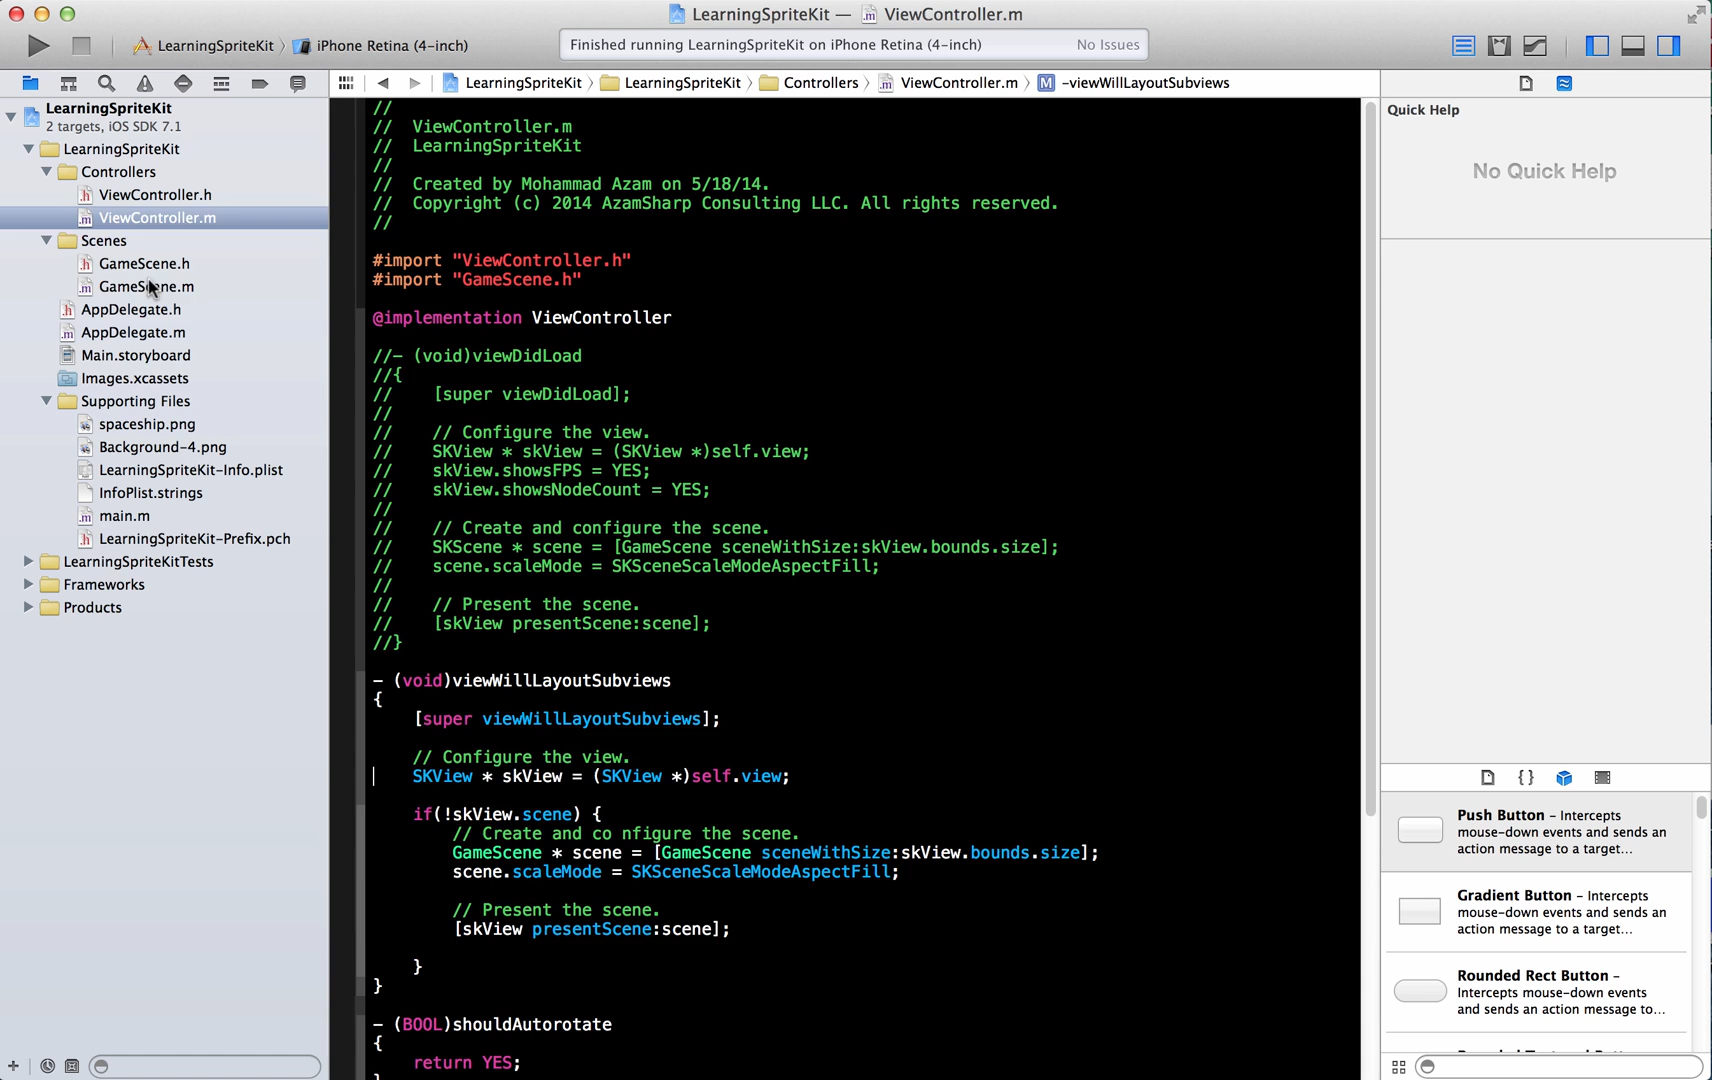 LearningSpriteKit — ViewController.m
LearningSpriteKit 〉 iPhone Retina (4-inch)
Finished running LearningSpriteKit on iPhone Retina (4-inch) No Issues
LearningSpriteKit 〉 LearningSpriteKit 〉 Controllers 〉 ViewController.m 〉 M -viewWillLayoutSubviews
LearningSpriteKit
2 targets, iOS SDK 7.1
LearningSpriteKit
Controllers
ViewController.h
ViewController.m
Scenes
GameScene.h
GameScene.m
AppDelegate.h
AppDelegate.m
Main.storyboard
Images.xcassets
Supporting Files
spaceship.png
Background-4.png
LearningSpriteKit-Info.plist
InfoPlist.strings
main.m
LearningSpriteKit-Prefix.pch
LearningSpriteKitTests
Frameworks
Products
//
//  ViewController.m
//  LearningSpriteKit
//
//  Created by Mohammad Azam on 5/18/14.
//  Copyright (c) 2014 AzamSharp Consulting LLC. All rights reserved.
//
#import "ViewController.h"
#import "GameScene.h"
@implementation ViewController
//- (void)viewDidLoad
//{
//    [super viewDidLoad];
//
//    // Configure the view.
//    SKView * skView = (SKView *)self.view;
//    skView.showsFPS = YES;
//    skView.showsNodeCount = YES;
//
//    // Create and configure the scene.
//    SKScene * scene = [GameScene sceneWithSize:skView.bounds.size];
//    scene.scaleMode = SKSceneScaleModeAspectFill;
//
//    // Present the scene.
//    [skView presentScene:scene];
//}
- (void)viewWillLayoutSubviews
{
    [super viewWillLayoutSubviews];
    // Configure the view.
    SKView * skView = (SKView *)self.view;
    if(!skView.scene) {
        // Create and co nfigure the scene.
        GameScene * scene = [GameScene sceneWithSize:skView.bounds.size];
        scene.scaleMode = SKSceneScaleModeAspectFill;
        // Present the scene.
        [skView presentScene:scene];
    }
}
- (BOOL)shouldAutorotate
{
    return YES;
Quick Help
No Quick Help
{ }
Push Button – Intercepts
mouse-down events and sends an
action message to a target...
Gradient Button – Intercepts
mouse-down events and sends an
action message to a target...
Rounded Rect Button –
Intercepts mouse-down events
and sends an action message to...